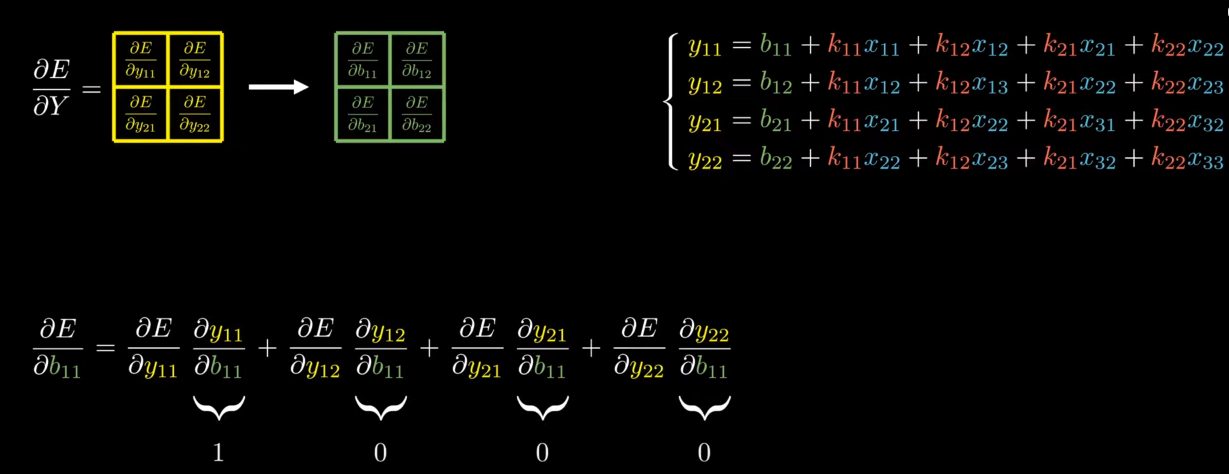 ∂E/∂Y = ∂E/∂y₁₁ ∂E/∂y₁₂ ∂E/∂y₂₁ ∂E/∂y₂₂ → ∂E/∂b₁₁ ∂E/∂b₁₂ ∂E/∂b₂₁ ∂E/∂b₂₂
y₁₁ = b₁₁ + k₁₁x₁₁ + k₁₂x₁₂ + k₂₁x₂₁ + k₂₂x₂₂
y₁₂ = b₁₂ + k₁₁x₁₂ + k₁₂x₁₃ + k₂₁x₂₂ + k₂₂x₂₃
y₂₁ = b₂₁ + k₁₁x₂₁ + k₁₂x₂₂ + k₂₁x₃₁ + k₂₂x₃₂
y₂₂ = b₂₂ + k₁₁x₂₂ + k₁₂x₂₃ + k₂₁x₃₂ + k₂₂x₃₃
∂E/∂b₁₁ = ∂E/∂y₁₁ ∂y₁₁/∂b₁₁ + ∂E/∂y₁₂ ∂y₁₂/∂b₁₁ + ∂E/∂y₂₁ ∂y₂₁/∂b₁₁ + ∂E/∂y₂₂ ∂y₂₂/∂b₁₁
1 0 0 0